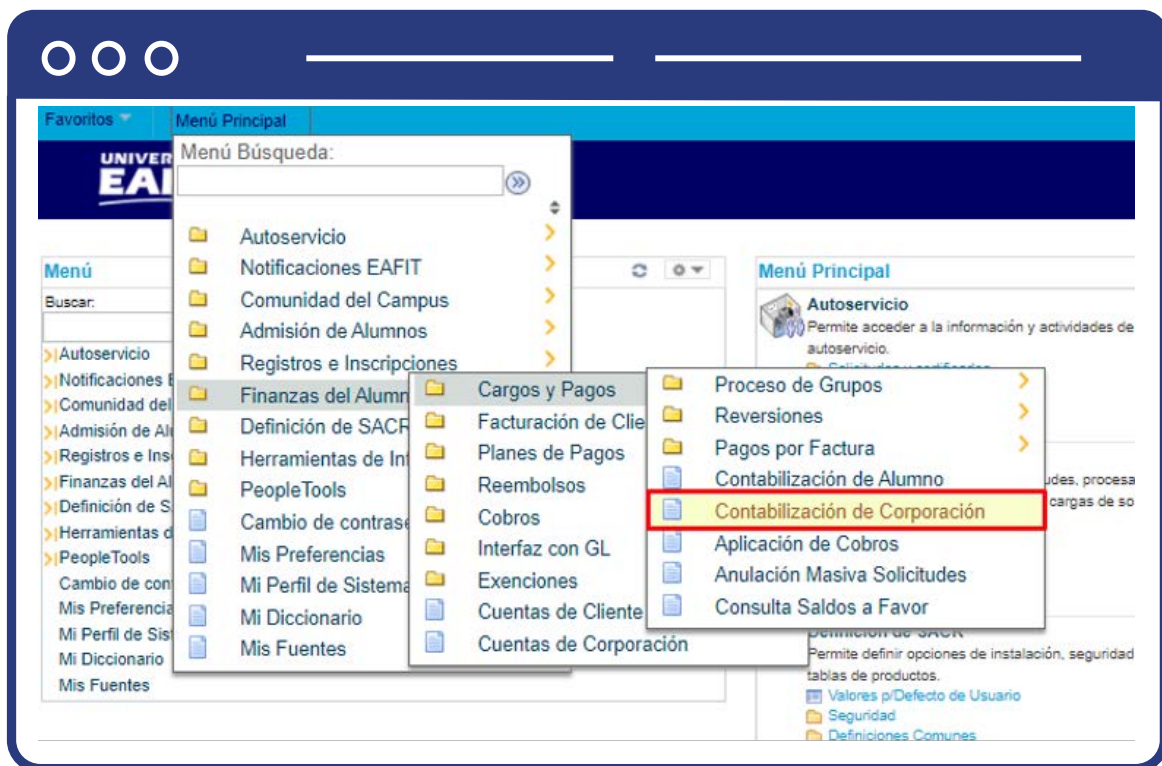 Favoritos
Menú Principal
UNIVER
EAI
Menú Búsqueda:
Autoservicio
Notificaciones EAFIT
Comunidad del Campus
Admisión de Alumnos
Registros e Inscripciones
Finanzas del Alumn
Definición de SACR
Herramientas de In
PeopleTools
Cambio de contrase
Mis Preferencias
Mi Perfil de Sistema
Mi Diccionario
Mis Fuentes
Cargos y Pagos
Facturación de Clie
Planes de Pagos
Reembolsos
Cobros
Interfaz con GL
Exenciones
Cuentas de Cliente
Cuentas de Corporación
Proceso de Grupos
Reversiones
Pagos por Factura
Contabilización de Alumno
Contabilización de Corporación
Aplicación de Cobros
Anulación Masiva Solicitudes
Consulta Saldos a Favor
Menú
Buscar:
Autoservicio
Notificaciones E
Comunidad del
Admisión de Al
Registros e Ins
Finanzas del Al
Definición de S
Herramientas d
PeopleTools
Cambio de con
Mis Preferencia
Mi Perfil de Sis
Mi Diccionario
Mis Fuentes
Menú Principal
Autoservicio
Permite acceder a la información y actividades de
autoservicio.
udes, procesa
cargas de so
Definición de SACR
Permite definir opciones de instalación, seguridad
tablas de productos.
Valores p/Defecto de Usuario
Seguridad
Definiciones Comunes